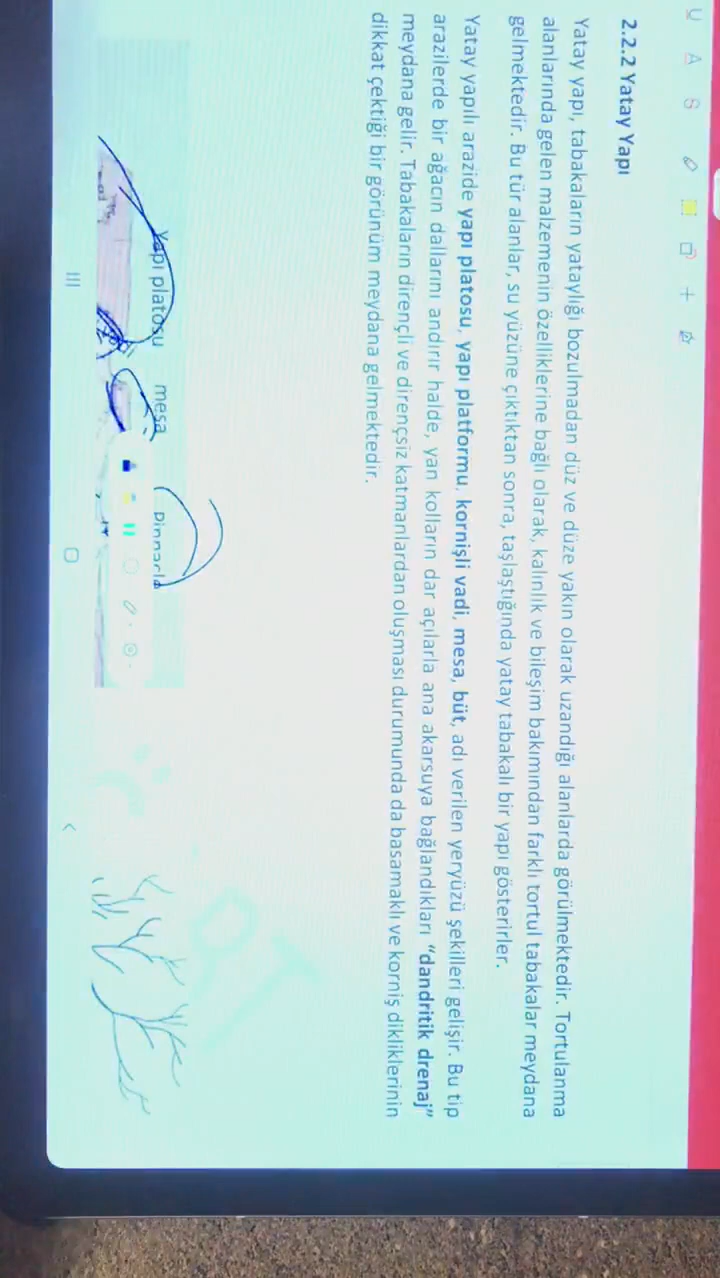 2.2.2 Yatay Yapı
Yatay yapı, tabakaların yataylığı bozulmadan düz ve düze yakın olarak uzandığı alanlarda görülmektedir. Tortulanma
alanlarında gelen malzemenin özelliklerine bağlı olarak, kalınlık ve bileşim bakımından farklı tortul tabakalar meydana
gelmektedir. Bu tür alanlar, su yüzüne çıktıktan sonra, taşlaştığında yatay tabakalı bir yapı gösterirler.
Yatay yapılı arazide yapı platosu, yapı platformu, kornişli vadi, mesa, büt, adı verilen yeryüzü şekilleri gelişir. Bu tip
arazilerde bir ağacın dallarını andırır halde, yan kolların dar açılarla ana akarsuya bağlandıkları "dandritik drenaj"
meydana gelir. Tabakaların dirençli ve dirençsiz katmanlardan oluşması durumunda da basamaklı ve korniş dikliklerinin
dikkat çektiği bir görünüm meydana gelmektedir.
Yapı platosu mesa Pinnacle